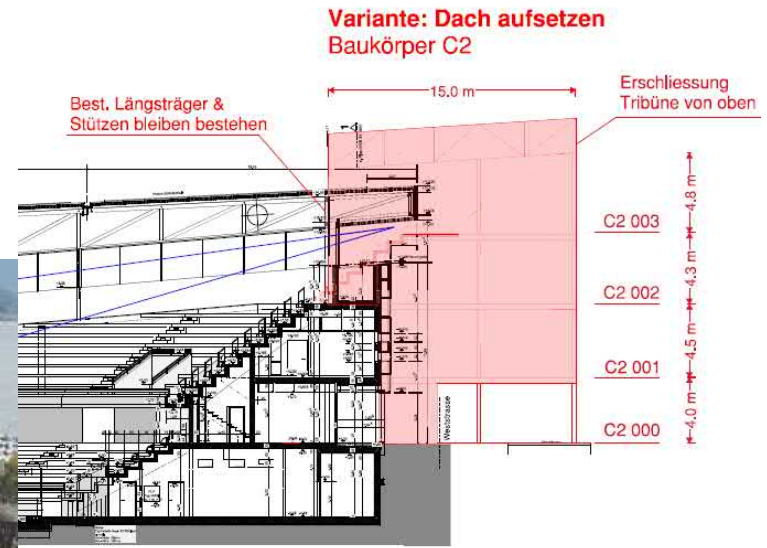 Variante: Dach aufsetzen
Baukörper C2
15.0 m
Best. Längsträger &
Stützen bleiben bestehen
Erschliessung
Tribüne von oben
4.8 m
C2 003
4.3 m
C2 002
4.5 m
C2 001
4.0 m
C2 000
Weststrasse